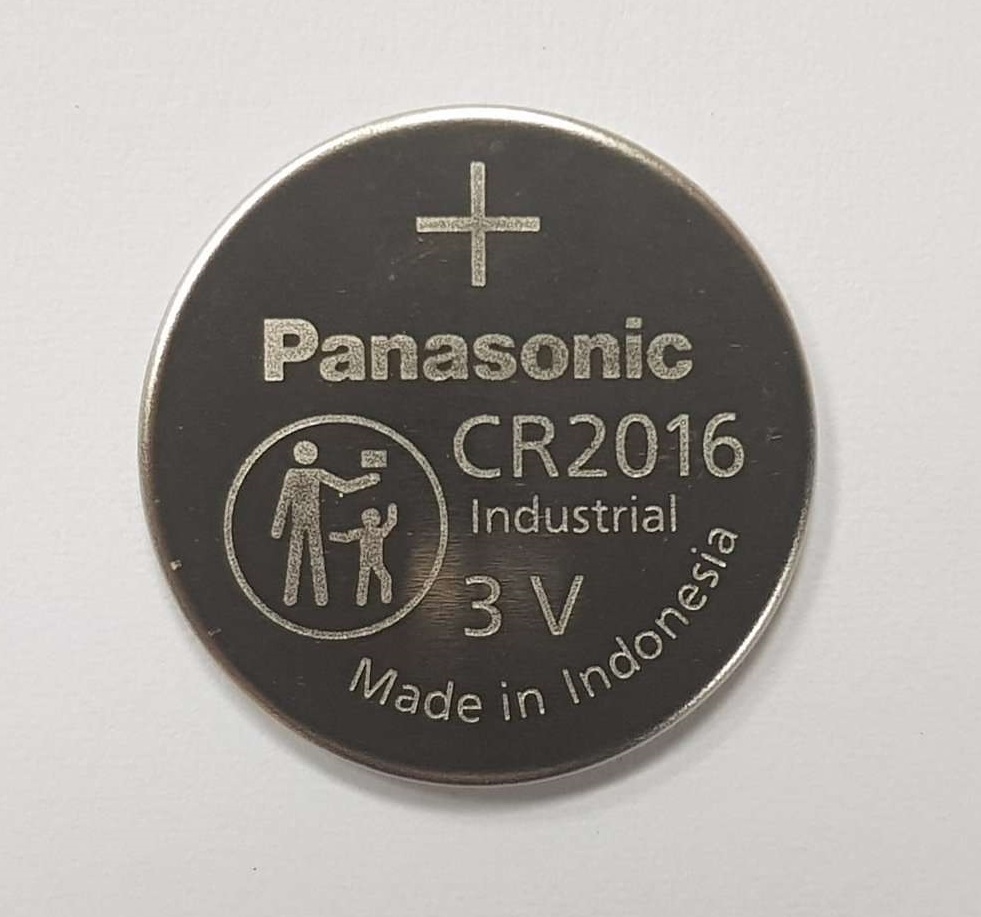 +
Panasonic
CR2016
Industrial
3 V
Made in Indonesia